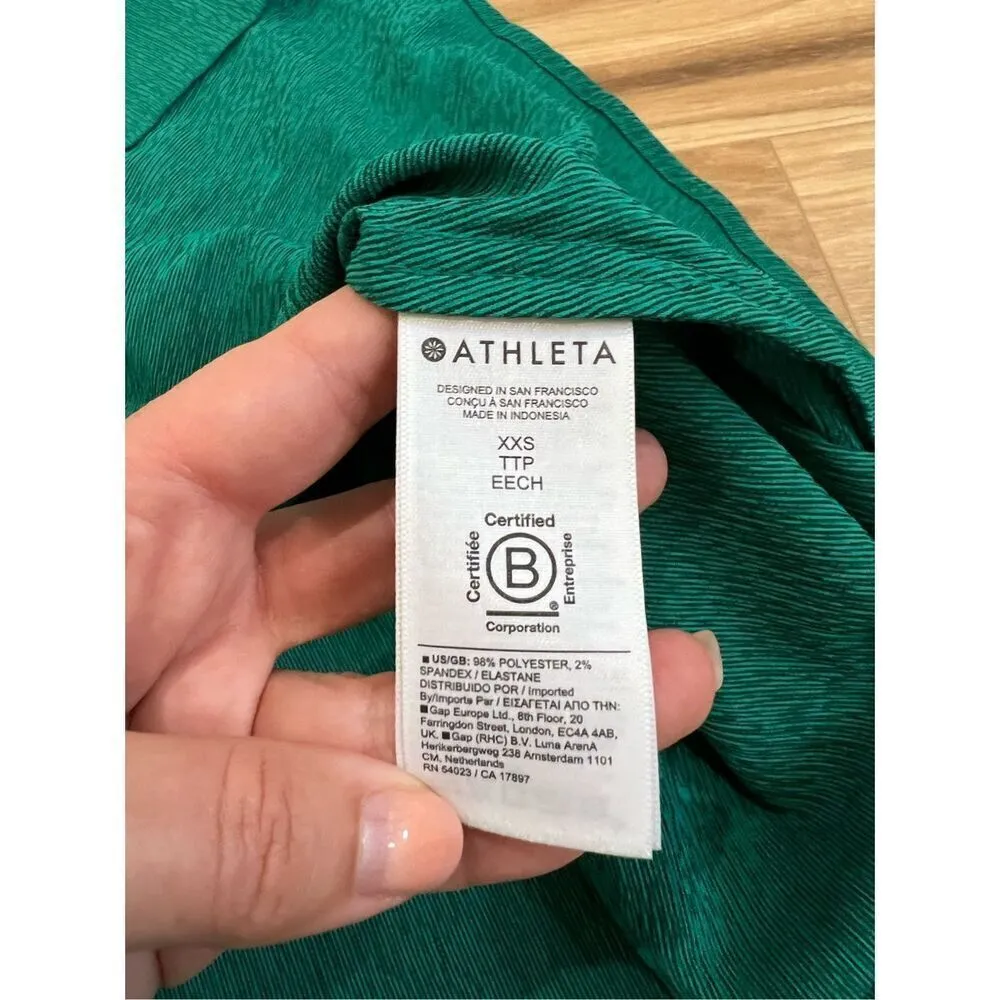 ATHLETA
DESIGNED IN SAN FRANCISCO
CONÇU À SAN FRANCISCO
MADE IN INDONESIA
XXS
TTP
EECH
Certified
Certifiée
B
®
Entreprise
Corporation
US/GB: 98% POLYESTER, 2%
SPANDEX / ELASTANE
DISTRIBUIDO POR / Imported
By/Importé Par / ΕΙΣΑΓΕΤΑΙ ΑΠΟ ΤΗΝ:
Gap Europe Ltd., 8th Floor, 20
Farringdon Street, London, EC4A 4AB,
UK. Gap (RHC) B.V. Luna ArenA
Herikerbergweg 238 Amsterdam 1101
CM, Netherlands
RN 54023 / CA 17897